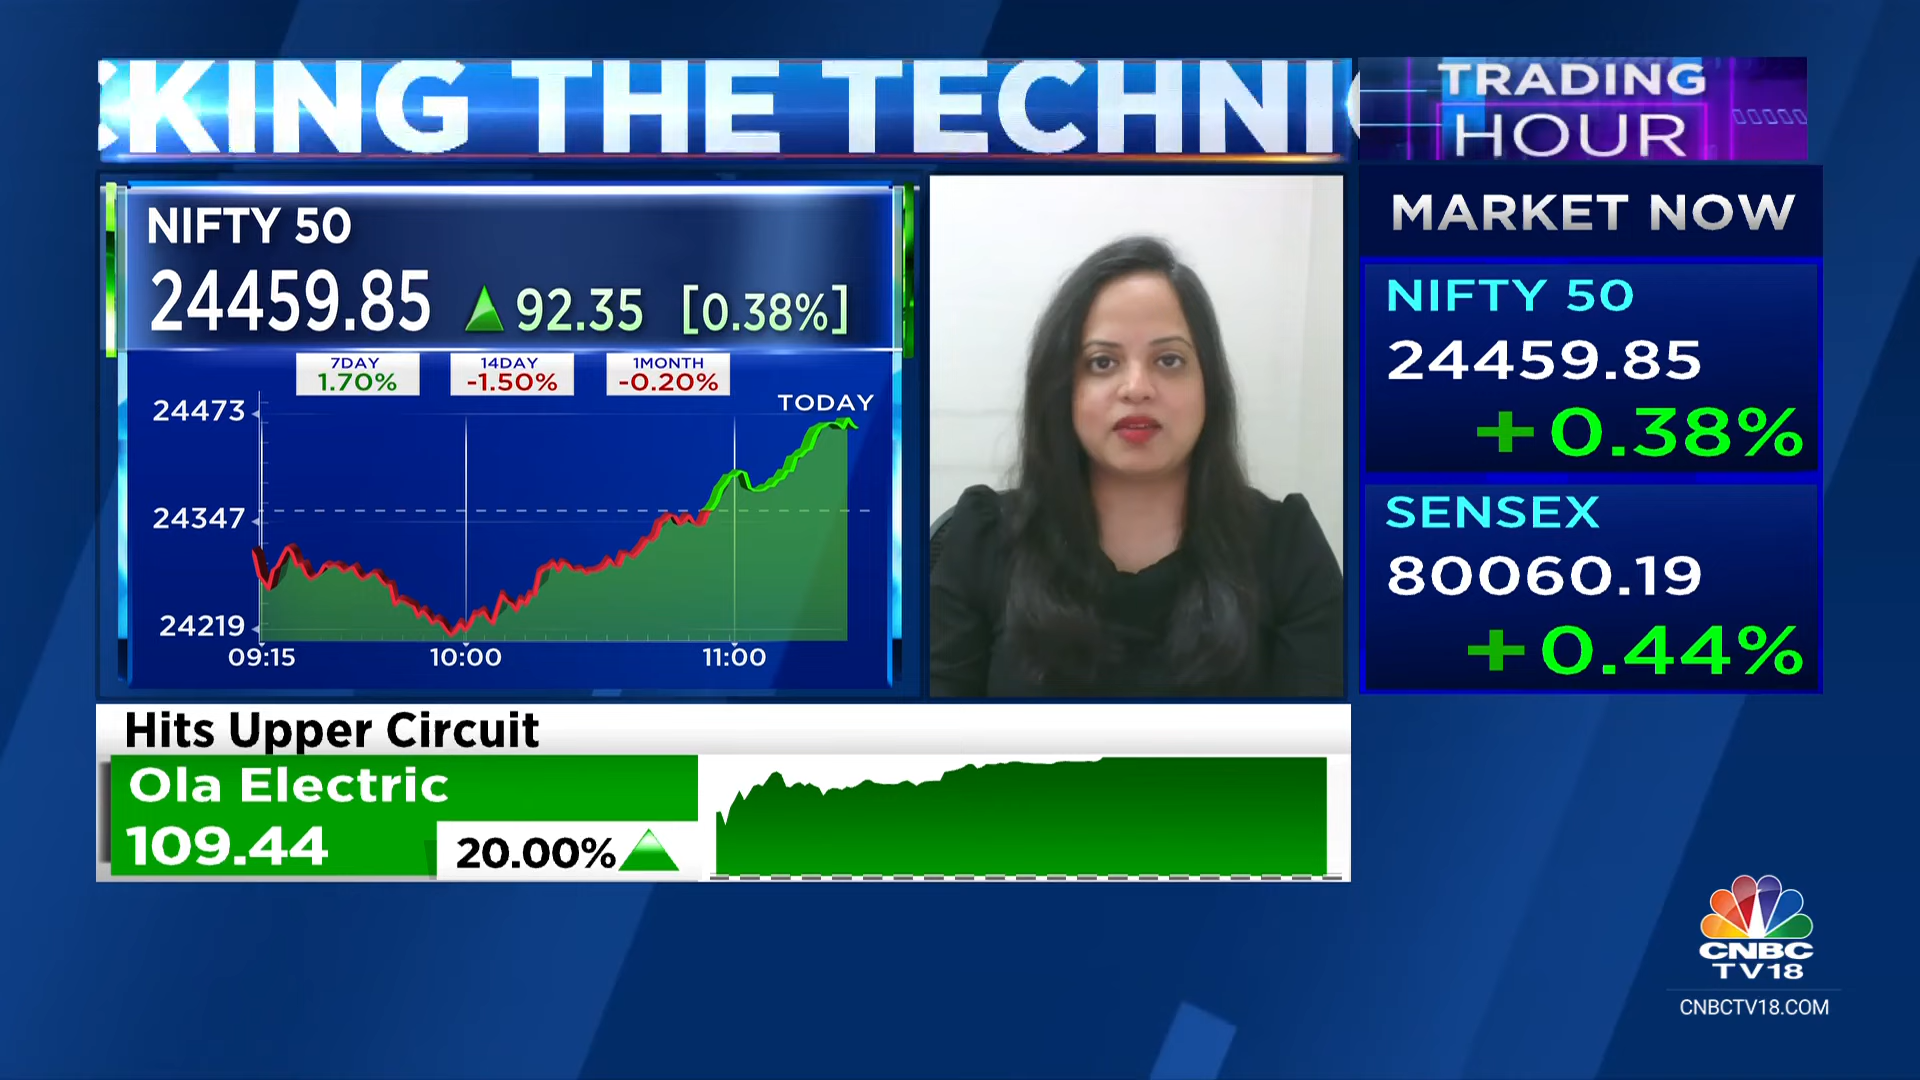 KING THE TECHNI
TRADING
HOUR
NIFTY 50
24459.85 ▲ 92.35 [0.38%]
7DAY
1.70%
14DAY
-1.50%
1MONTH
-0.20%
TODAY
24473
24347
24219
09:15 10:00 11:00
MARKET NOW
NIFTY 50
24459.85
+0.38%
SENSEX
80060.19
+0.44%
Hits Upper Circuit
Ola Electric
109.44
20.00%
CNBC
TV18
CNBCTV18.COM